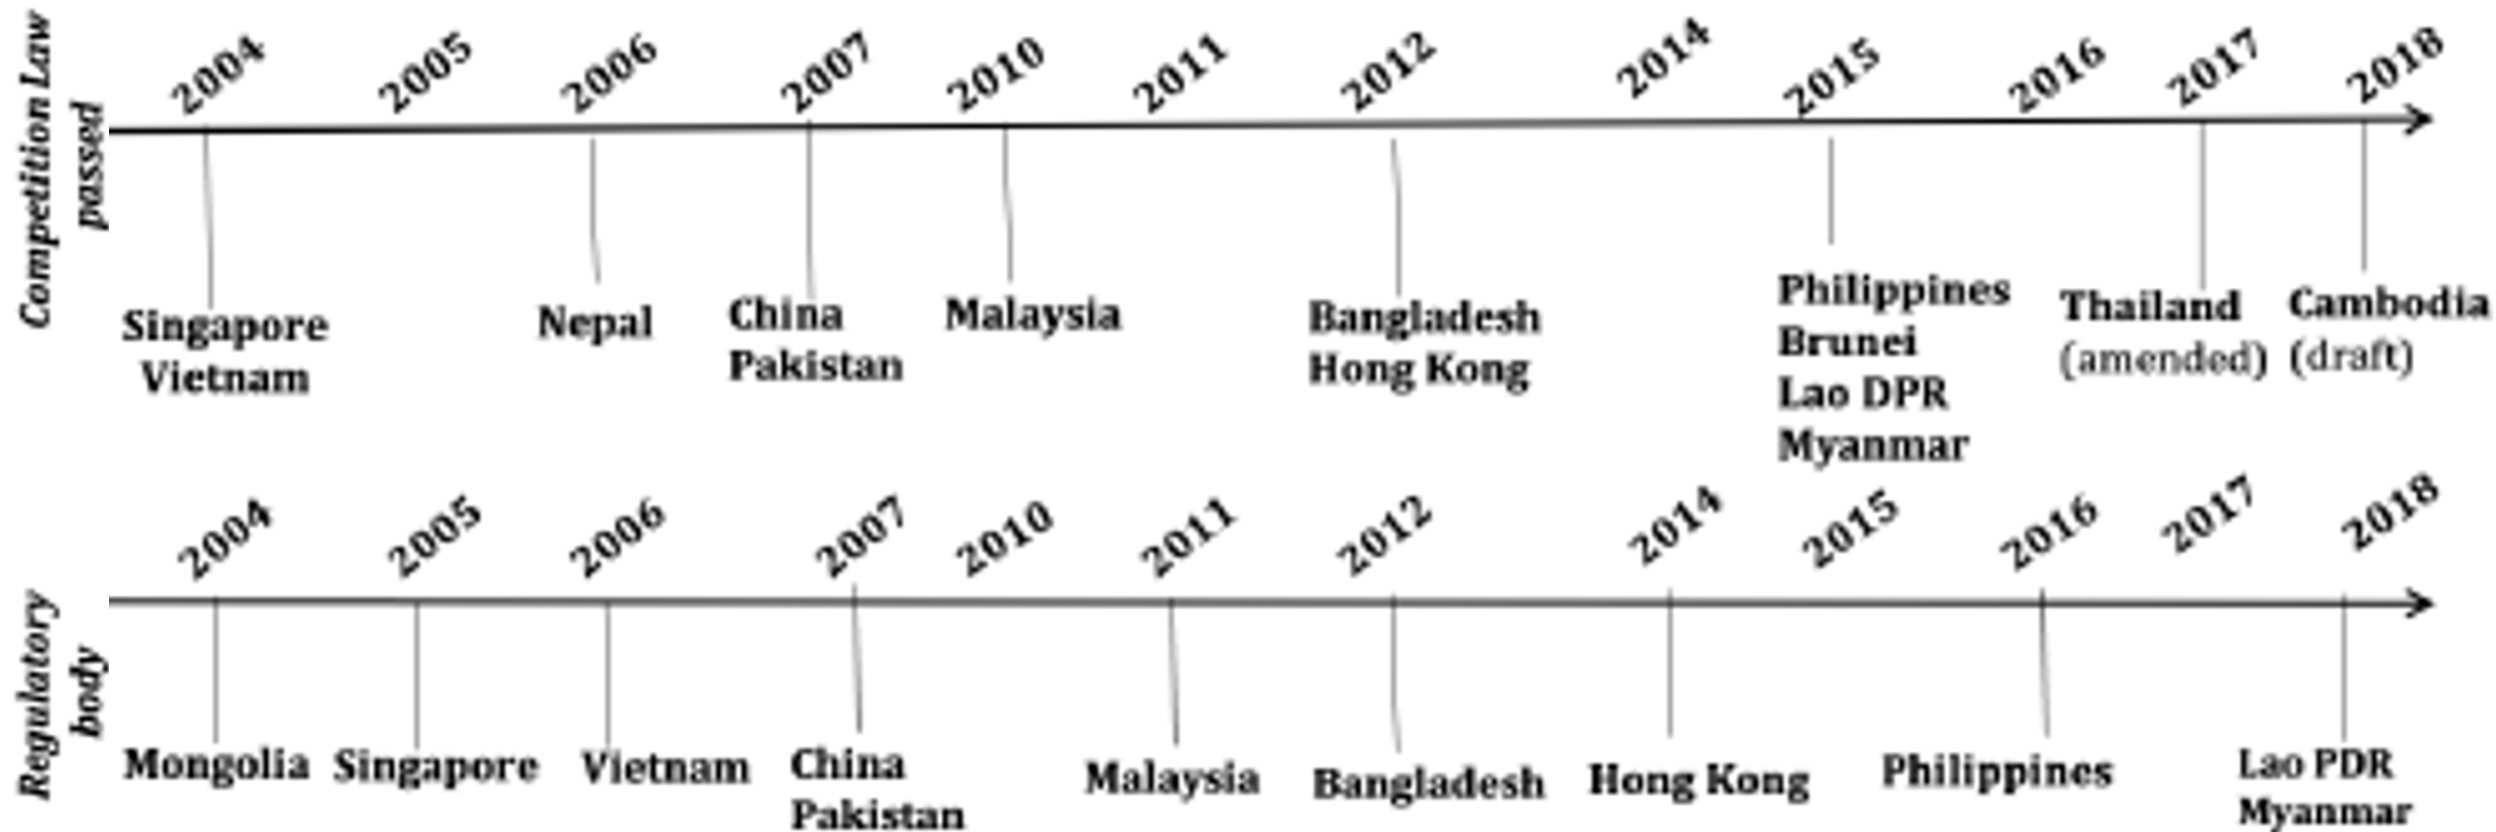 Competition Law
passed
2004 2005 2006 2007 2010 2011 2012 2014 2015 2016 2017 2018
Singapore
Vietnam
Nepal
China
Pakistan
Malaysia
Bangladesh
Hong Kong
Philippines
Brunei
Lao DPR
Myanmar
Thailand
(amended)
Cambodia
(draft)
Regulatory
body
2004 2005 2006 2007 2010 2011 2012 2014 2015 2016 2017 2018
Mongolia
Singapore
Vietnam
China
Pakistan
Malaysia
Bangladesh
Hong Kong
Philippines
Lao PDR
Myanmar